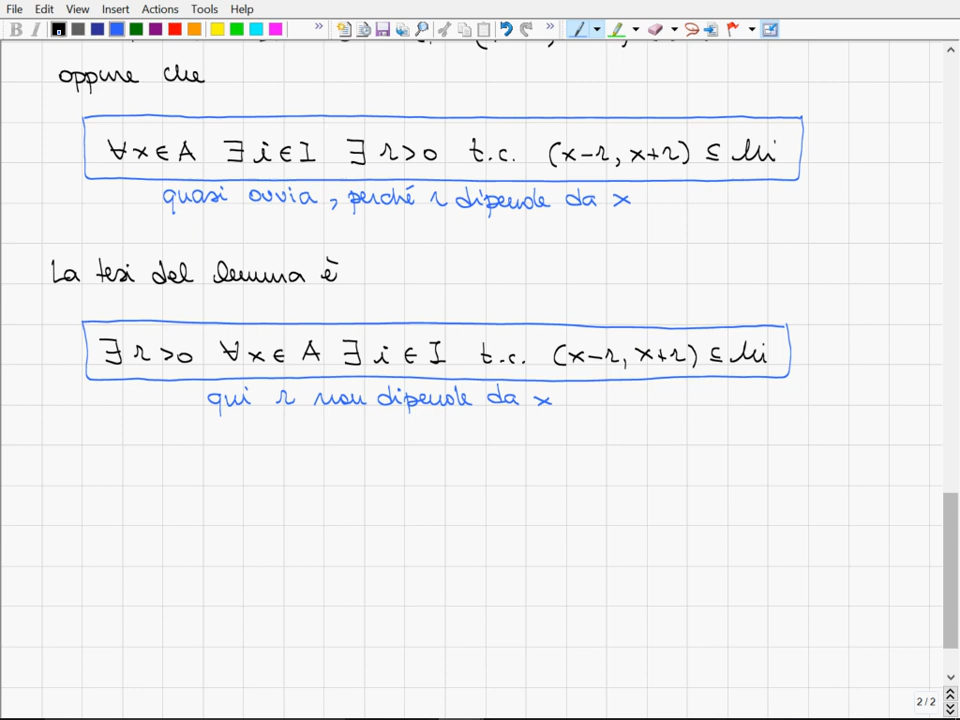 File Edit View Insert Actions Tools Help
B I
oppure che
∀x∈A ∃i∈I ∃r>0 t.c. (x-r, x+r) ⊆ Ui
quasi ovvia, perché r dipende da x
La tesi del lemma è
∃r>0 ∀x∈A ∃i∈I t.c. (x-r, x+r) ⊆ Ui
qui r non dipende da x
2 / 2